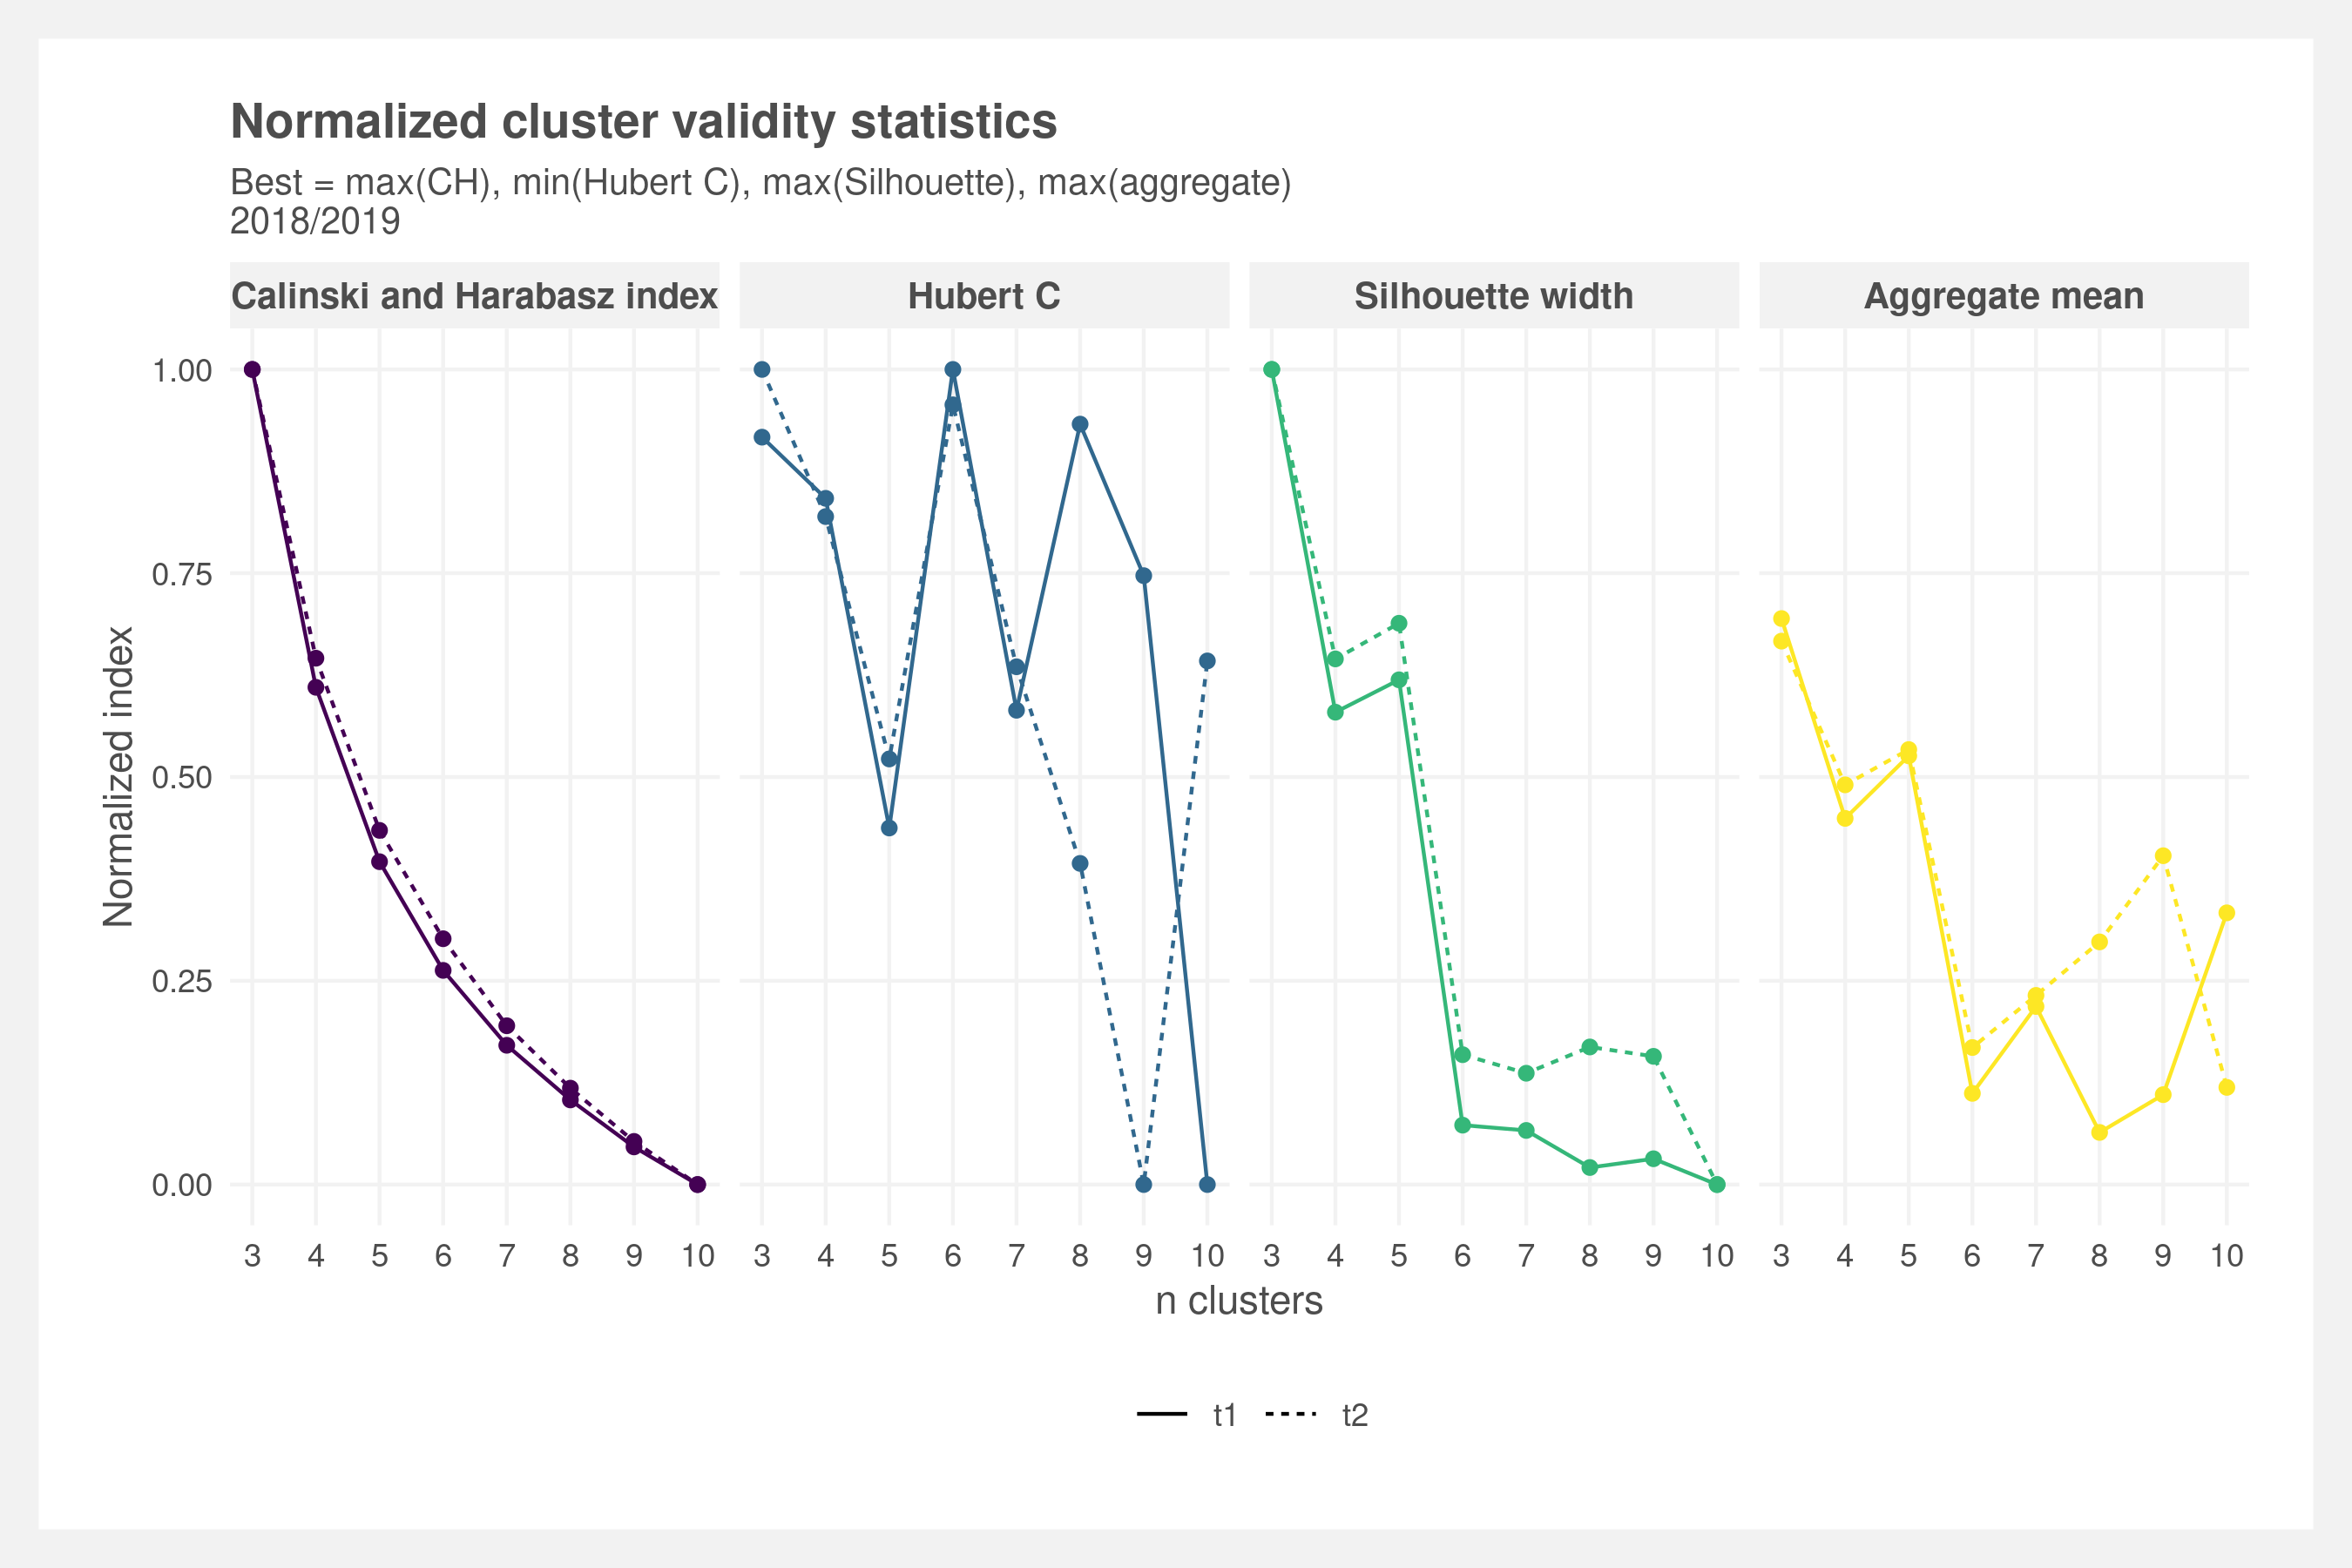 Normalized cluster validity statistics
Best = max(CH), min(Hubert C), max(Silhouette), max(aggregate)
2018/2019
Calinski and Harabasz index
Hubert C
Silhouette width
Aggregate mean
Normalized index
1.00
0.75
0.50
0.25
0.00
3 4 5 6 7 8 9 10
3 4 5 6 7 8 9 10
3 4 5 6 7 8 9 10
3 4 5 6 7 8 9 10
n clusters
t1 t2